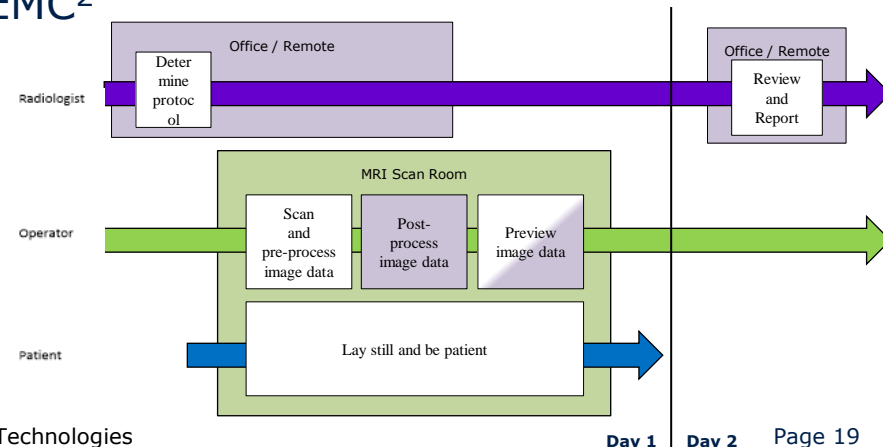 EMC²
Office / Remote
Deter
mine
protoc
ol
Radiologist
Office / Remote
Review
and
Report
MRI Scan Room
Scan
and
pre-process
image data
Post-
process
image data
Preview
image data
Operator
Lay still and be patient
Patient
Technologies
Day 1
Day 2
Page 19